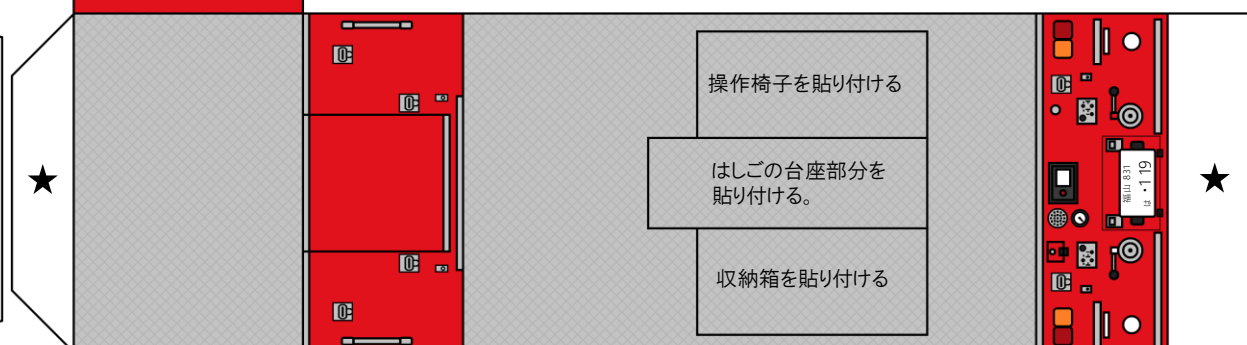 操作椅子を貼り付ける
はしごの台座部分を
貼り付ける。
収納箱を貼り付ける
福山 831
は ・119